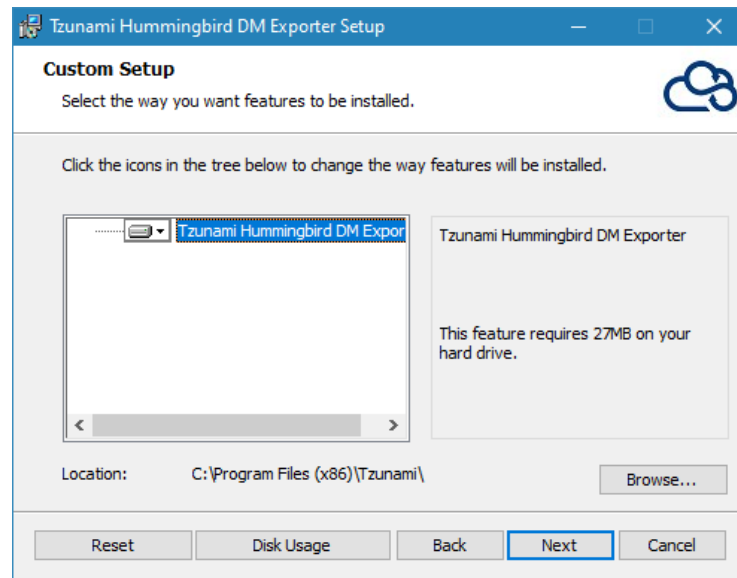 Tzunami Hummingbird DM Exporter Setup
Custom Setup
Select the way you want features to be installed.
Click the icons in the tree below to change the way features will be installed.
Tzunami Hummingbird DM Expor
Tzunami Hummingbird DM Exporter
This feature requires 27MB on your
hard drive.
Location: C:\Program Files (x86)\Tzunami\
Browse...
Reset Disk Usage Back Next Cancel